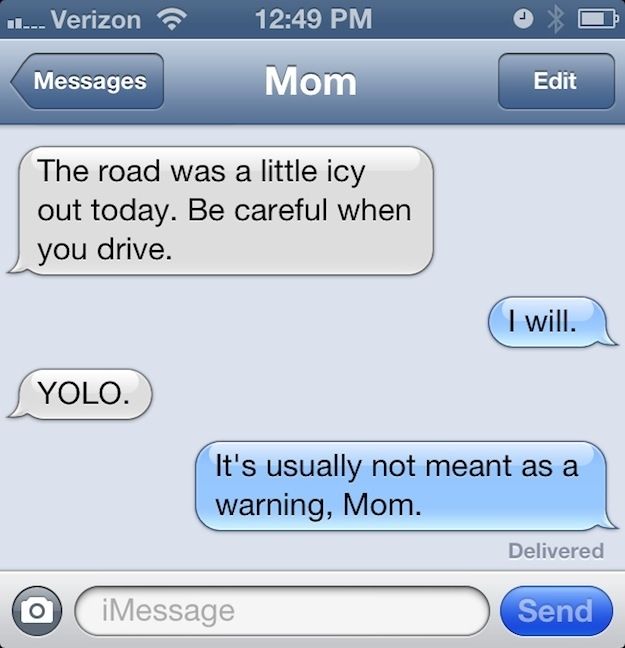 Verizon 12:49 PM
Messages Mom Edit
The road was a little icy
out today. Be careful when
you drive.
I will.
YOLO.
It's usually not meant as a
warning, Mom.
Delivered
iMessage Send